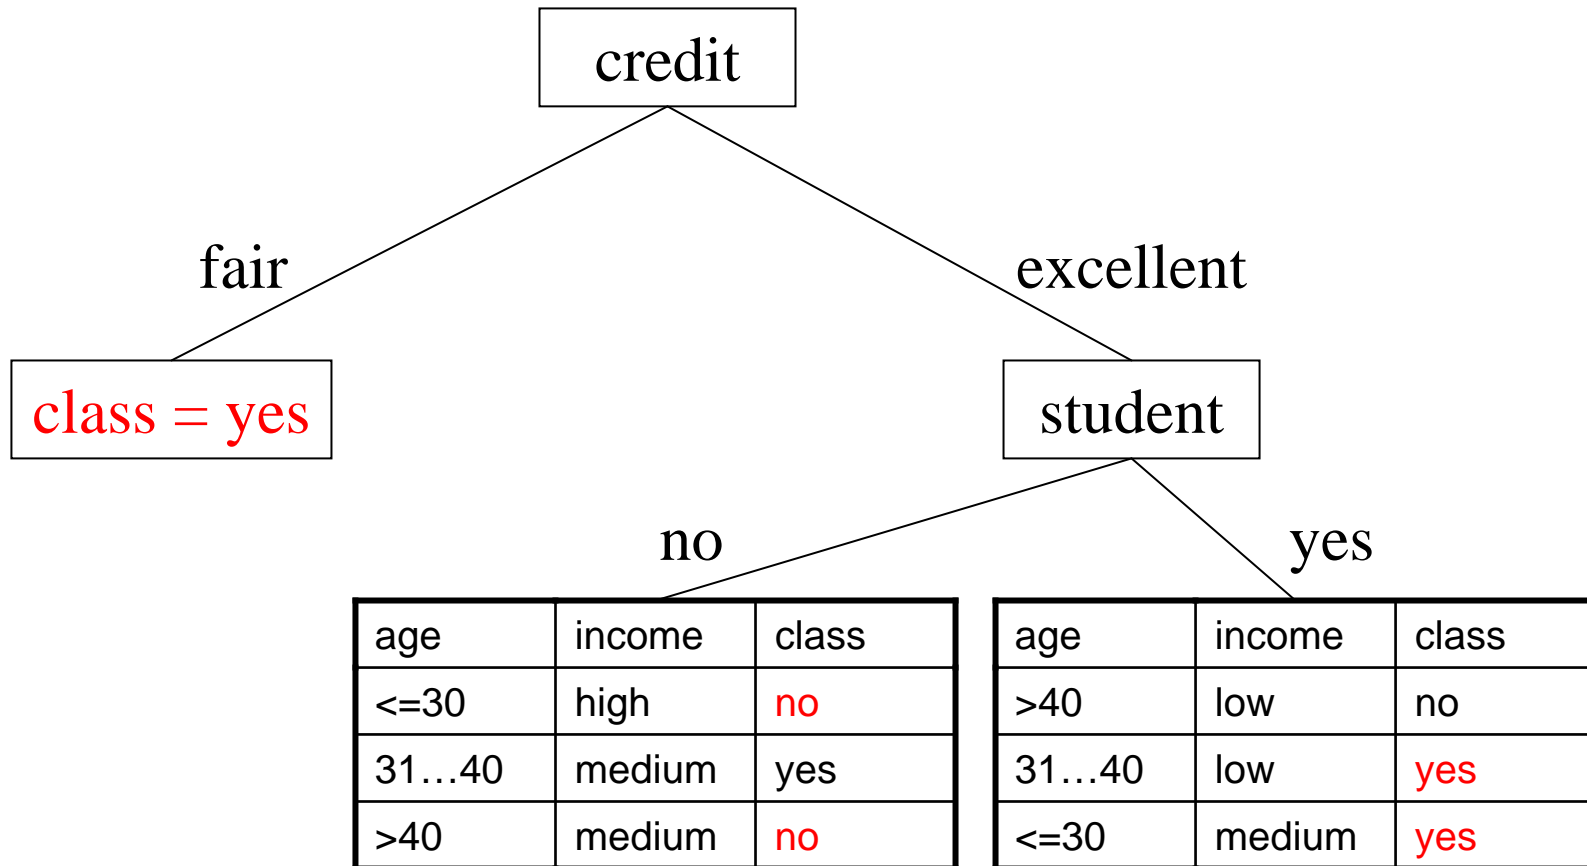 credit
fair
excellent
class = yes
student
no
yes
age income class
<=30 high no
31…40 medium yes
>40 medium no
age income class
>40 low no
31…40 low yes
<=30 medium yes